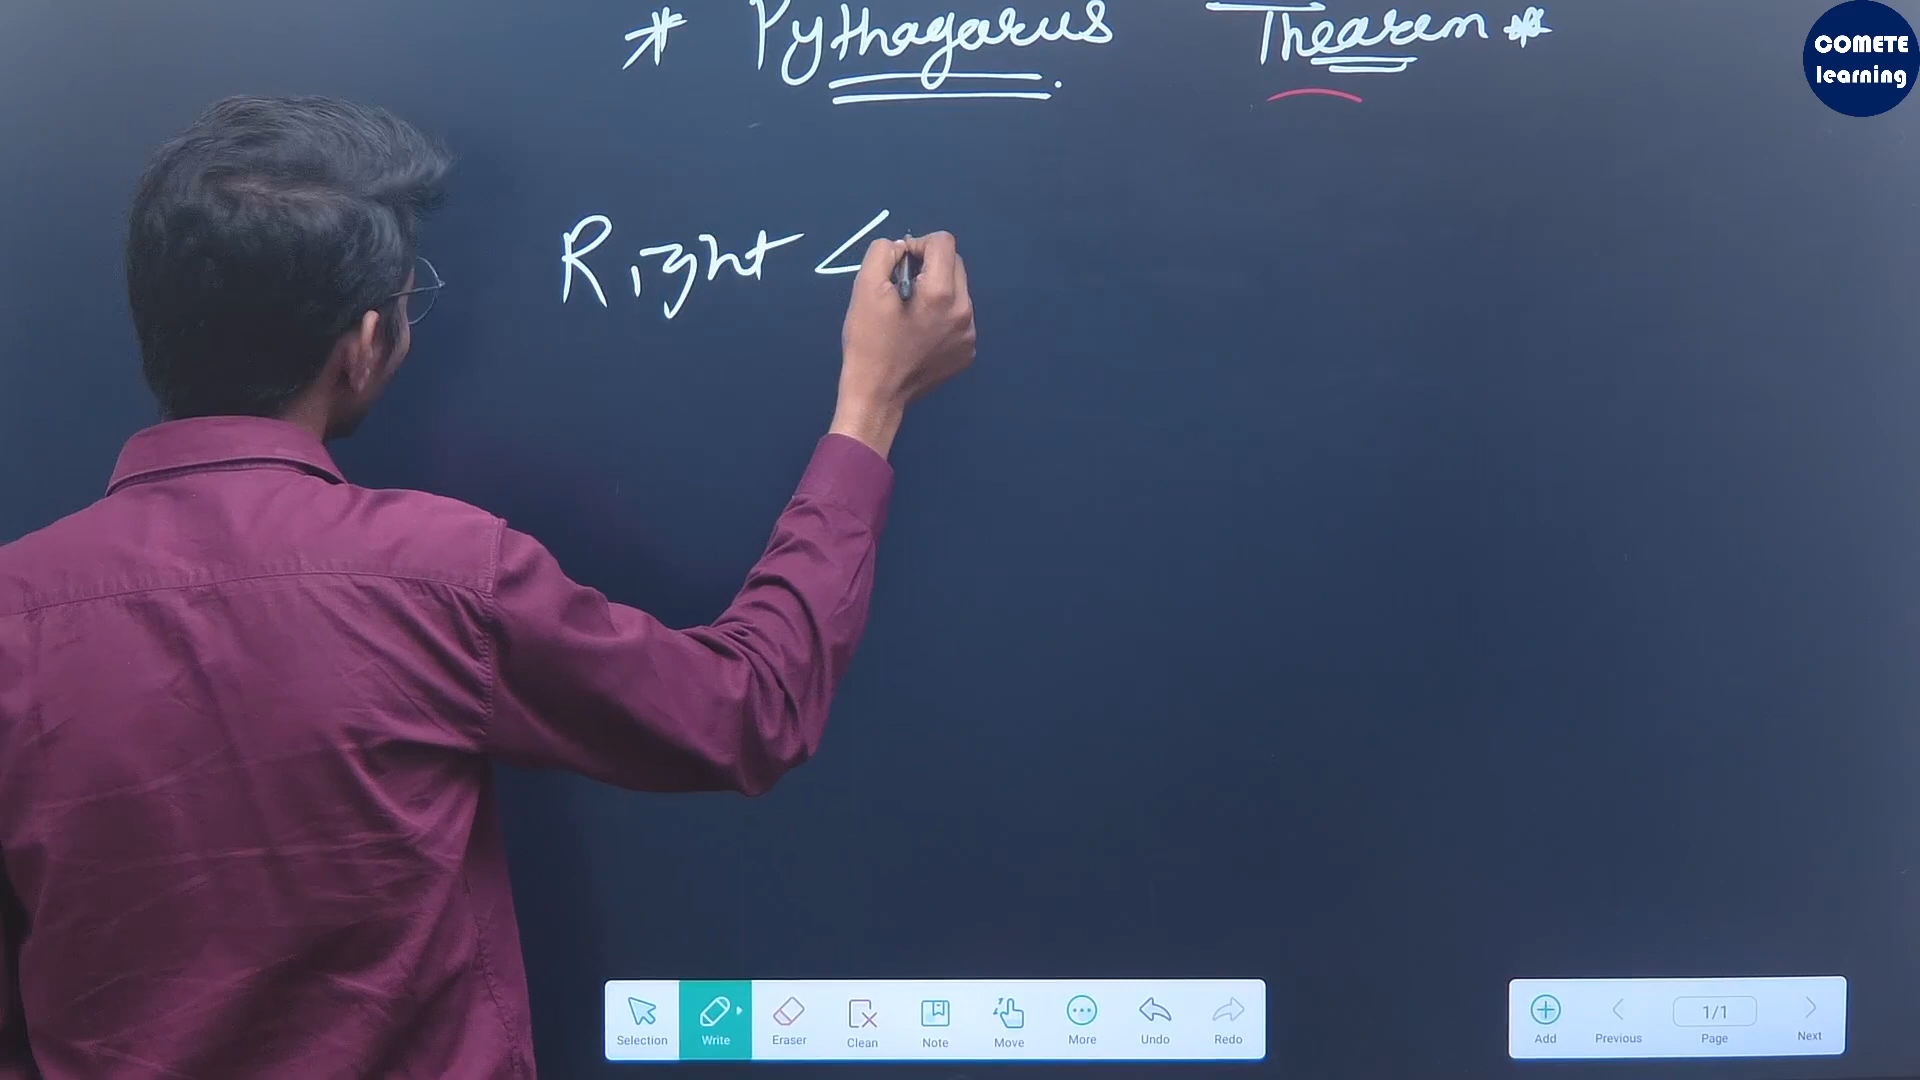 * Pythagarus Thearem *
COMETE
learning
Right <
Selection Write Eraser Clean Note Move More Undo Redo
Add Previous 1/1 Page Next